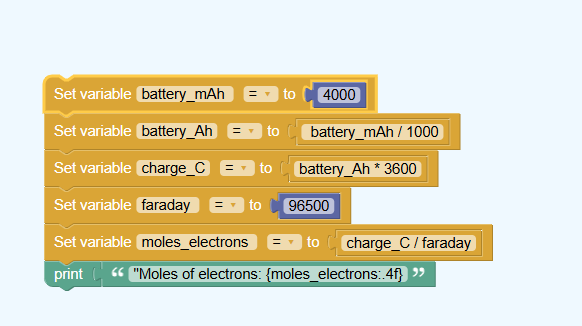 Set variable battery_mAh = to 4000
Set variable battery_Ah = to battery_mAh / 1000
Set variable charge_C = to battery_Ah * 3600
Set variable faraday = to 96500
Set variable moles_electrons = to charge_C / faraday
print “ "Moles of electrons: {moles_electrons:.4f} ”